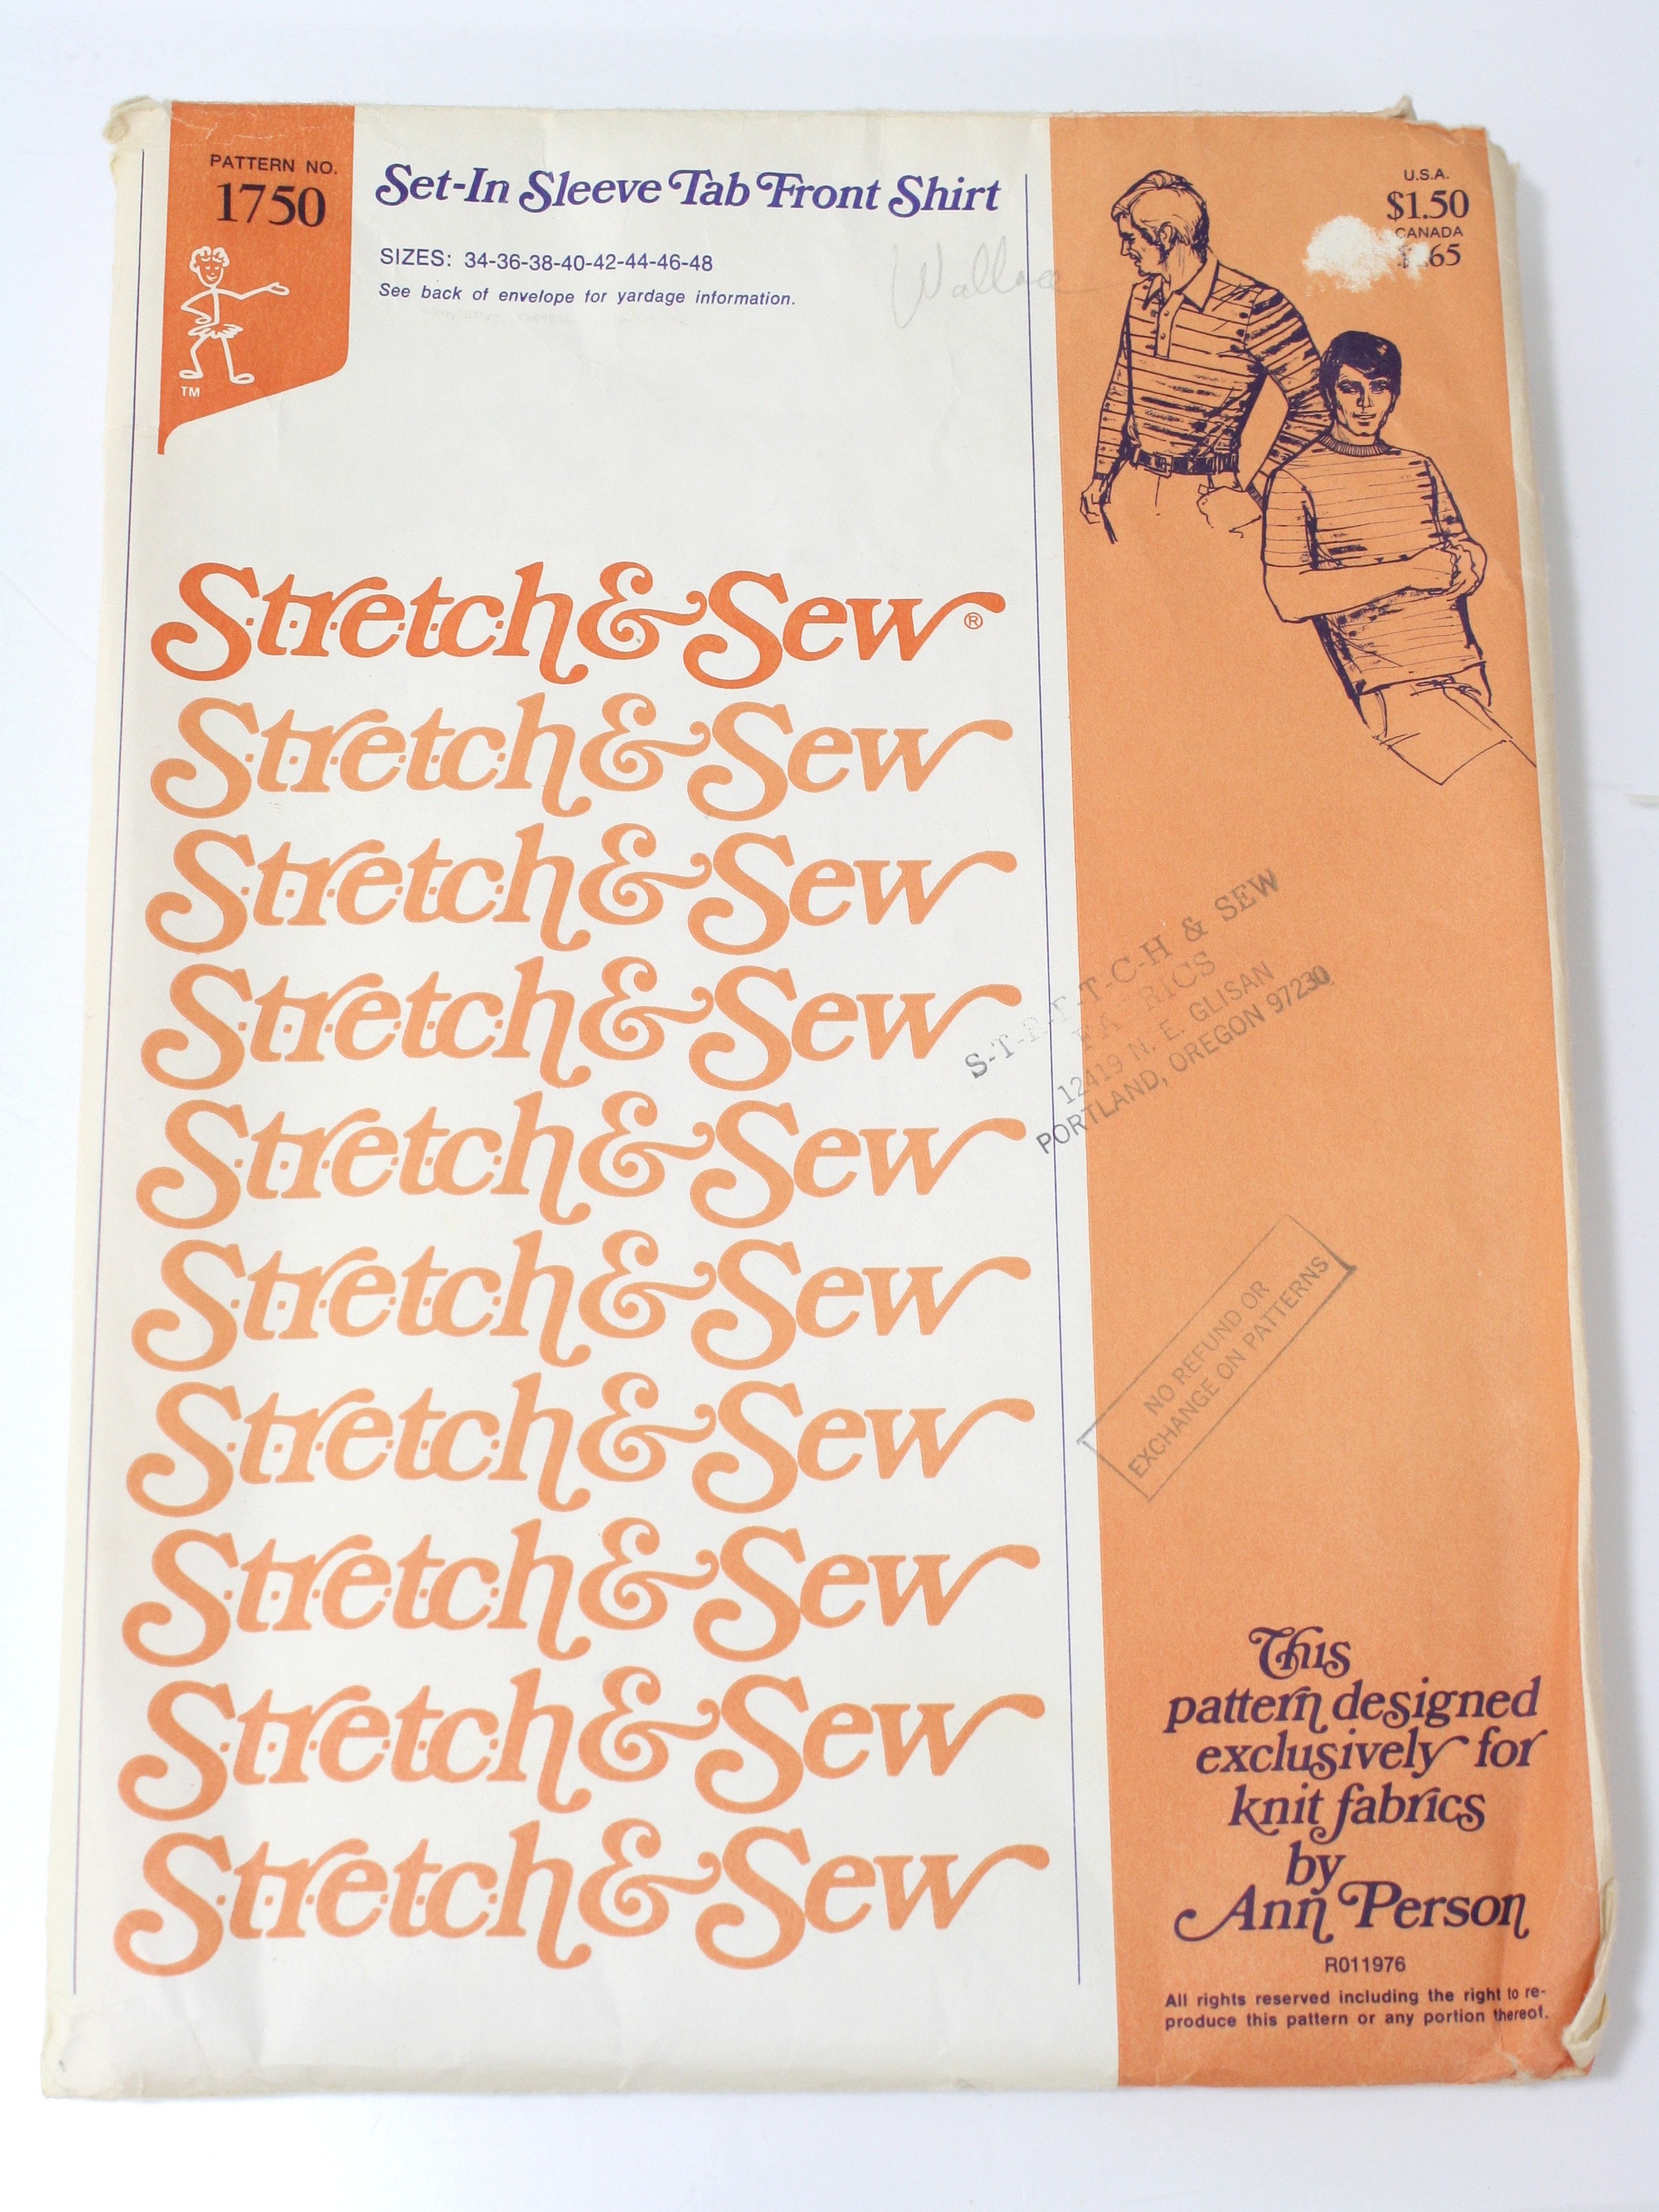 PATTERN NO.
1750
TM
Set-In Sleeve Tab Front Shirt
SIZES: 34-36-38-40-42-44-46-48
See back of envelope for yardage information.
Wallace
U.S.A.
$1.50
CANADA
Stretch & Sew®
Stretch & Sew
Stretch & Sew
Stretch & Sew
Stretch & Sew
Stretch & Sew
Stretch & Sew
Stretch & Sew
Stretch & Sew
Stretch & Sew
& SEW
12419 N. E. GLISAN
PORTLAND, OREGON 97230
NO REFUND OR
EXCHANGE ON PATTERNS
This
pattern designed
exclusively for
knit fabrics
by
Ann Person
R011976
All rights reserved including the right to re-
produce this pattern or any portion thereof.